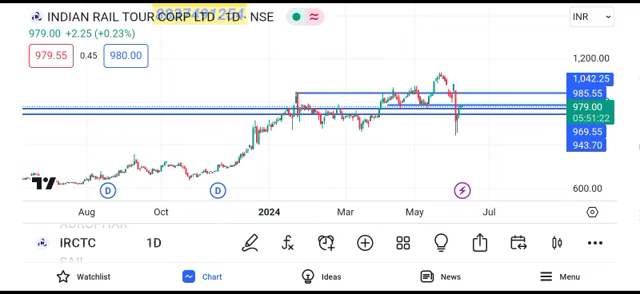 INDIAN RAIL TOUR CORP LTD · 1D · NSE
INR
979.00 +2.25 (+0.23%)
979.55 0.45 980.00
1,200.00
1,042.25
985.55
979.00
05:51:22
969.55
943.70
600.00
D D
Aug Oct 2024 Mar May Jul
IRCTC 1D
Watchlist Chart Ideas News Menu